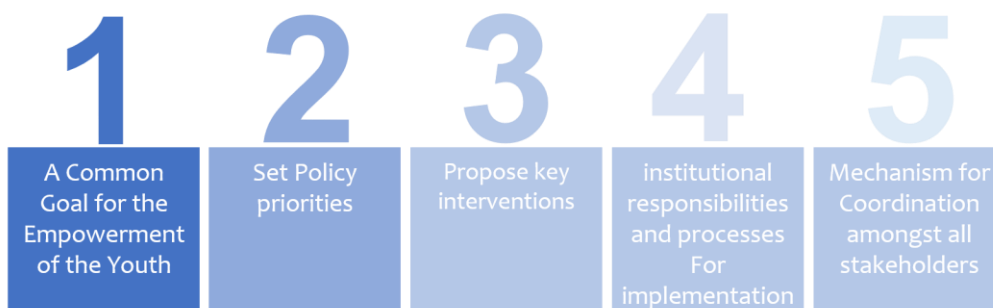 1
A Common
Goal for the
Empowerment
of the Youth
2
Set Policy
priorities
3
Propose key
interventions
4
institutional
responsibilities
and processes
For
implementation
5
Mechanism for
Coordination
amongst all
stakeholders